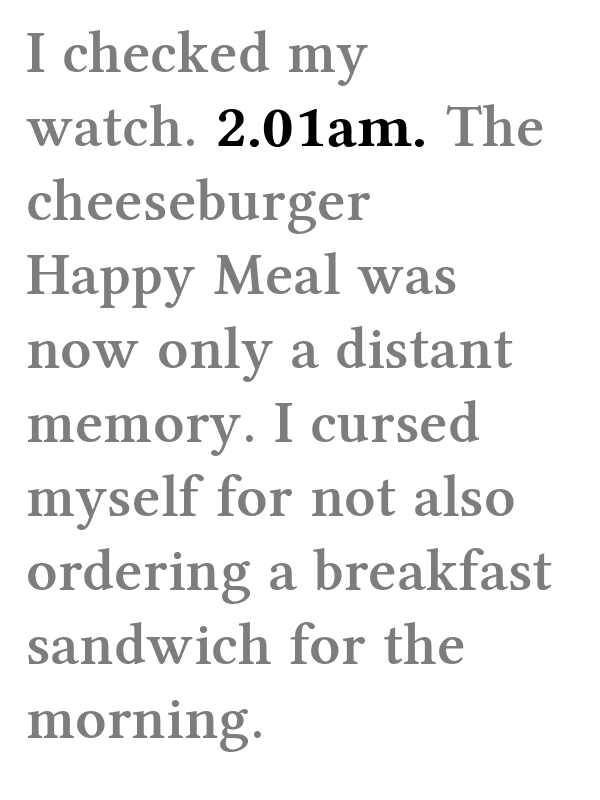 I checked my
watch. 2.01am. The
cheeseburger
Happy Meal was
now only a distant
memory. I cursed
myself for not also
ordering a breakfast
sandwich for the
morning.